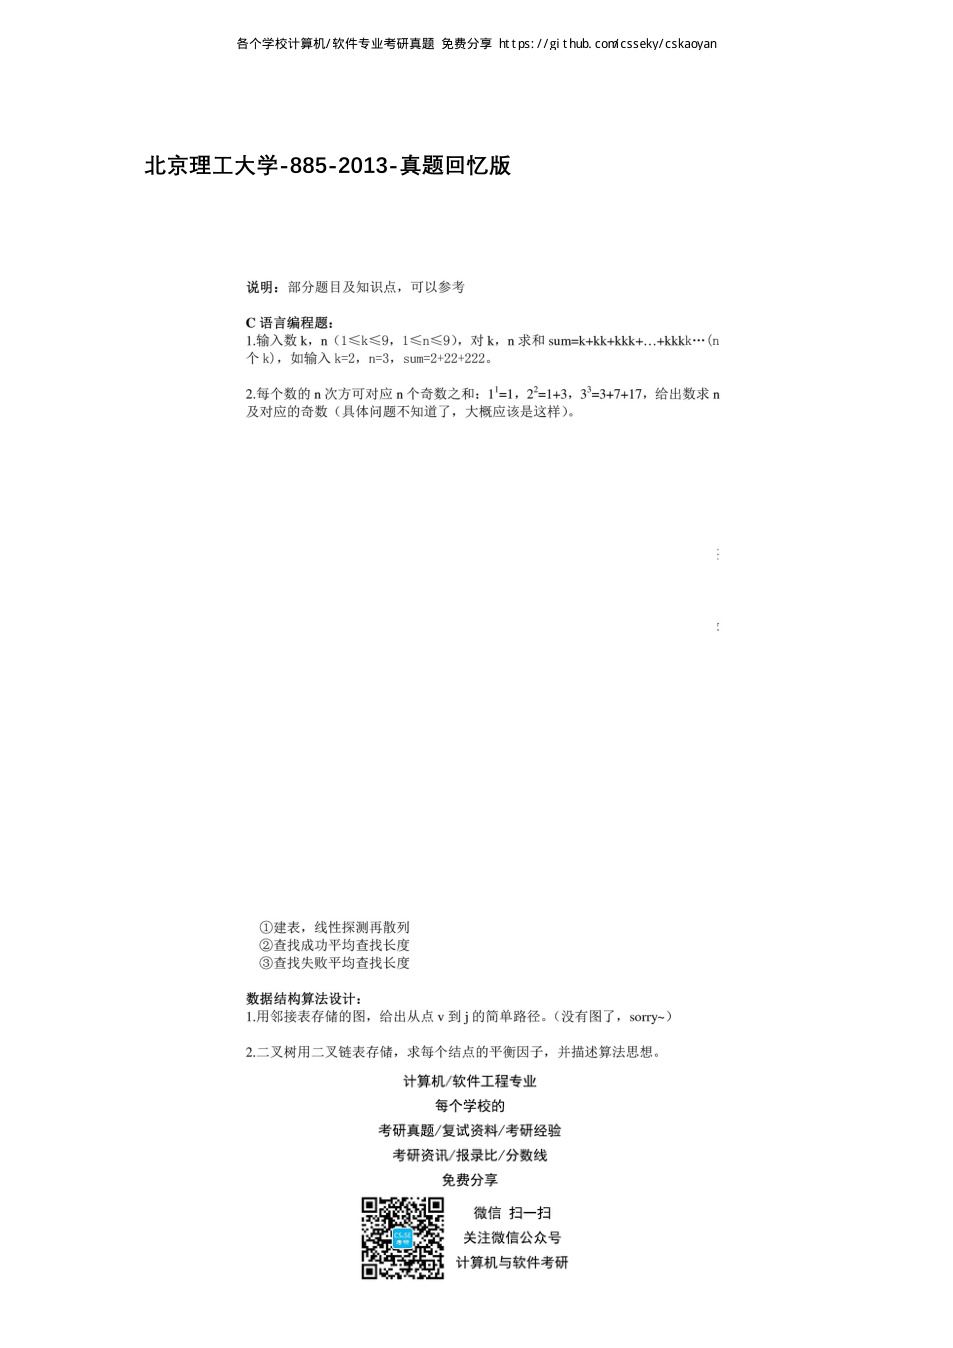 各个学校计算机/软件专业考研真题 免费分享 https://github.com/csseky/cskaoyan
北京理工大学-885-2013-真题回忆版
说明：部分题目及知识点，可以参考
C 语言编程题：
1.输入数 k，n（1≤k≤9，1≤n≤9），对 k，n 求和 sum=k+kk+kkk+…+kkkk…(n
个 k)，如输入 k=2，n=3，sum=2+22+222。
2.每个数的 n 次方可对应 n 个奇数之和：1¹=1，2²=1+3，3³=3+7+17，给出数求 n
及对应的奇数（具体问题不知道了，大概应该是这样）。
①建表，线性探测再散列
②查找成功平均查找长度
③查找失败平均查找长度
数据结构算法设计：
1.用邻接表存储的图，给出从点 v 到 j 的简单路径。（没有图了，sorry~）
2.二叉树用二叉链表存储，求每个结点的平衡因子，并描述算法思想。
计算机/软件工程专业
每个学校的
考研真题/复试资料/考研经验
考研资讯/报录比/分数线
免费分享
微信 扫一扫
关注微信公众号
计算机与软件考研